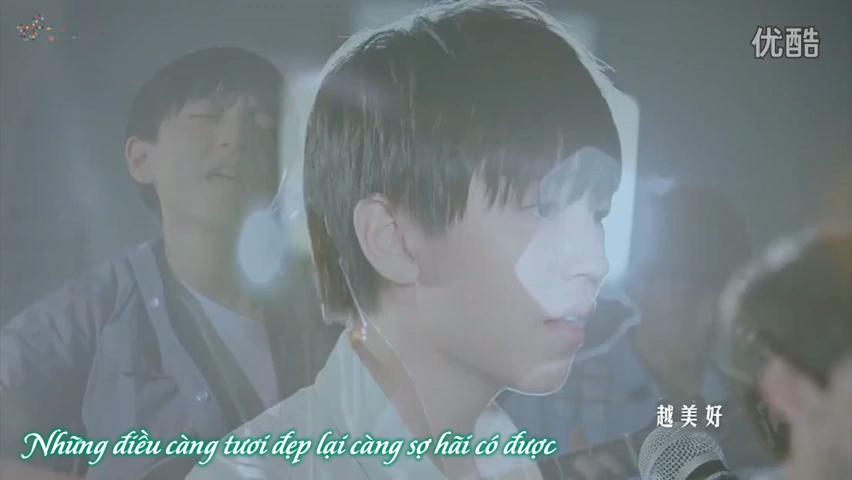 优酷
越美好
Những điều càng tươi đẹp lại càng sợ hãi có được